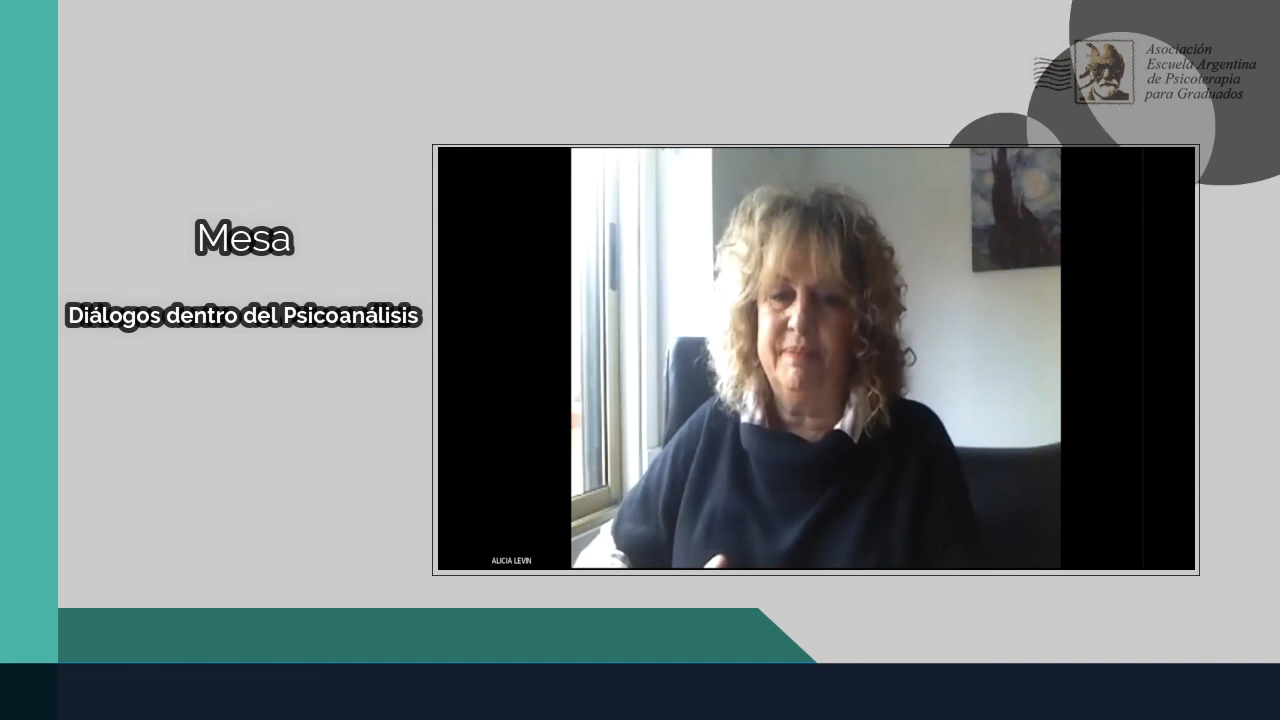 Asociación
Escuela Argentina
de Psicoterapia
para Graduados
Mesa
Diálogos dentro del Psicoanálisis
ALICIA LEVIN